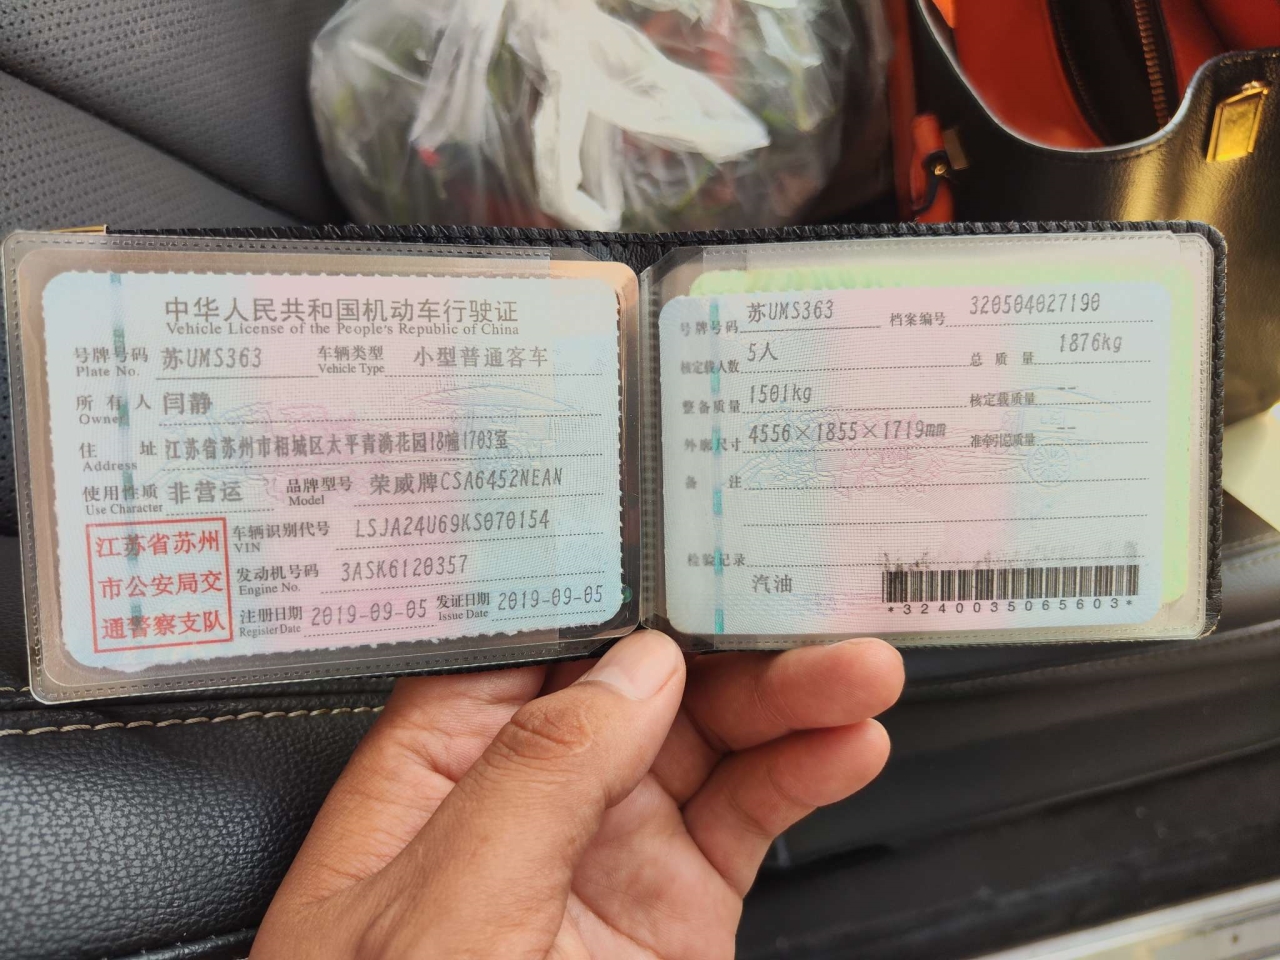 中华人民共和国机动车行驶证
Vehicle License of the People's Republic of China
号牌号码 苏UMS363 车辆类型 小型普通客车
Plate No. Vehicle Type
所有人 闫静
Owner
住址 江苏省苏州市相城区太平青漪花园18幢1703室
Address
使用性质 非营运 品牌型号 荣威牌CSA6452NEAN
Use Character Model
江苏省苏州
市公安局交
通警察支队
车辆识别代号 LSJA24U69KS070154
VIN
发动机号码 3ASK6120357
Engine No.
注册日期 2019-09-05 发证日期 2019-09-05
Register Date Issue Date
号牌号码 苏UMS363 档案编号 320504027190
核定载人数 5人 总质量 1876kg
整备质量 1501kg 核定载质量 --
外廓尺寸 4556×1855×1719mm 准牵引总质量 --
备注
检验记录
汽油
*3240035065603*